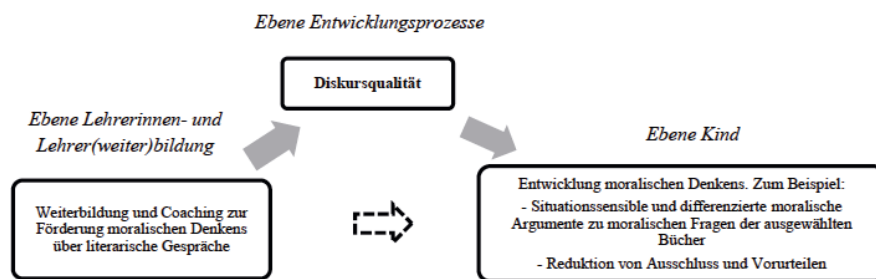 Ebene Entwicklungsprozesse
Diskursqualität
Ebene Lehrerinnen- und
Lehrer(weiter)bildung
Ebene Kind
Weiterbildung und Coaching zur
Förderung moralischen Denkens
über literarische Gespräche
Entwicklung moralischen Denkens. Zum Beispiel:
- Situationssensible und differenzierte moralische
Argumente zu moralischen Fragen der ausgewählten
Bücher
- Reduktion von Ausschluss und Vorurteilen